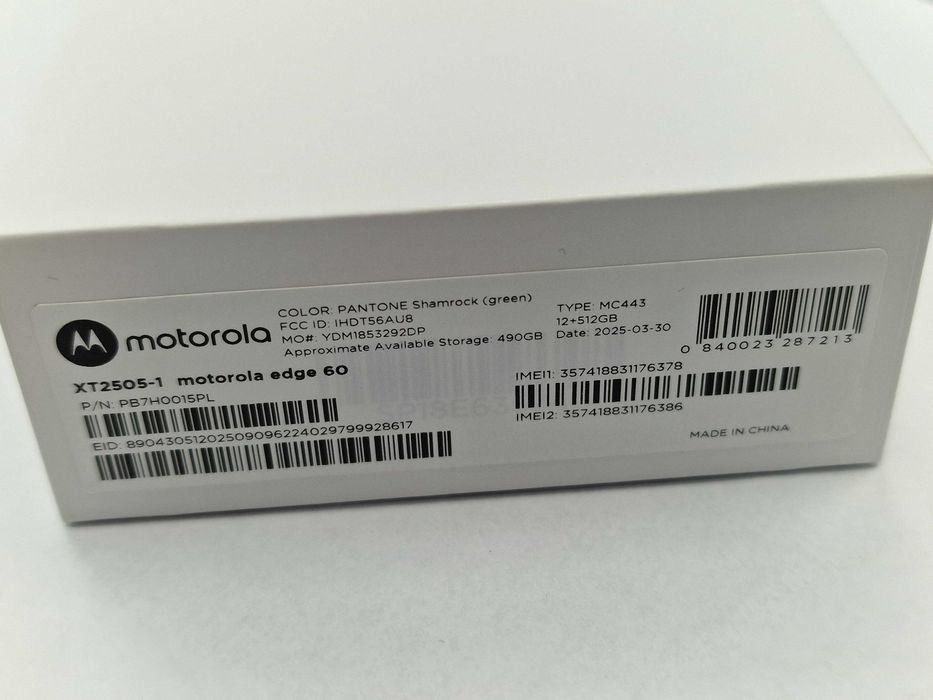 motorola
COLOR: PANTONE Shamrock (green)
FCC ID: IHDT56AU8
MO#: YDM1853292DP
Approximate Available Storage: 490GB
TYPE: MC443
12+512GB
Date: 2025-03-30
0 840023 287213
XT2505-1 motorola edge 60
P/N: PB7H0015PL
EID: 89043051202509096224029799928617
IMEI1: 357418831176378
IMEI2: 357418831176386
MADE IN CHINA